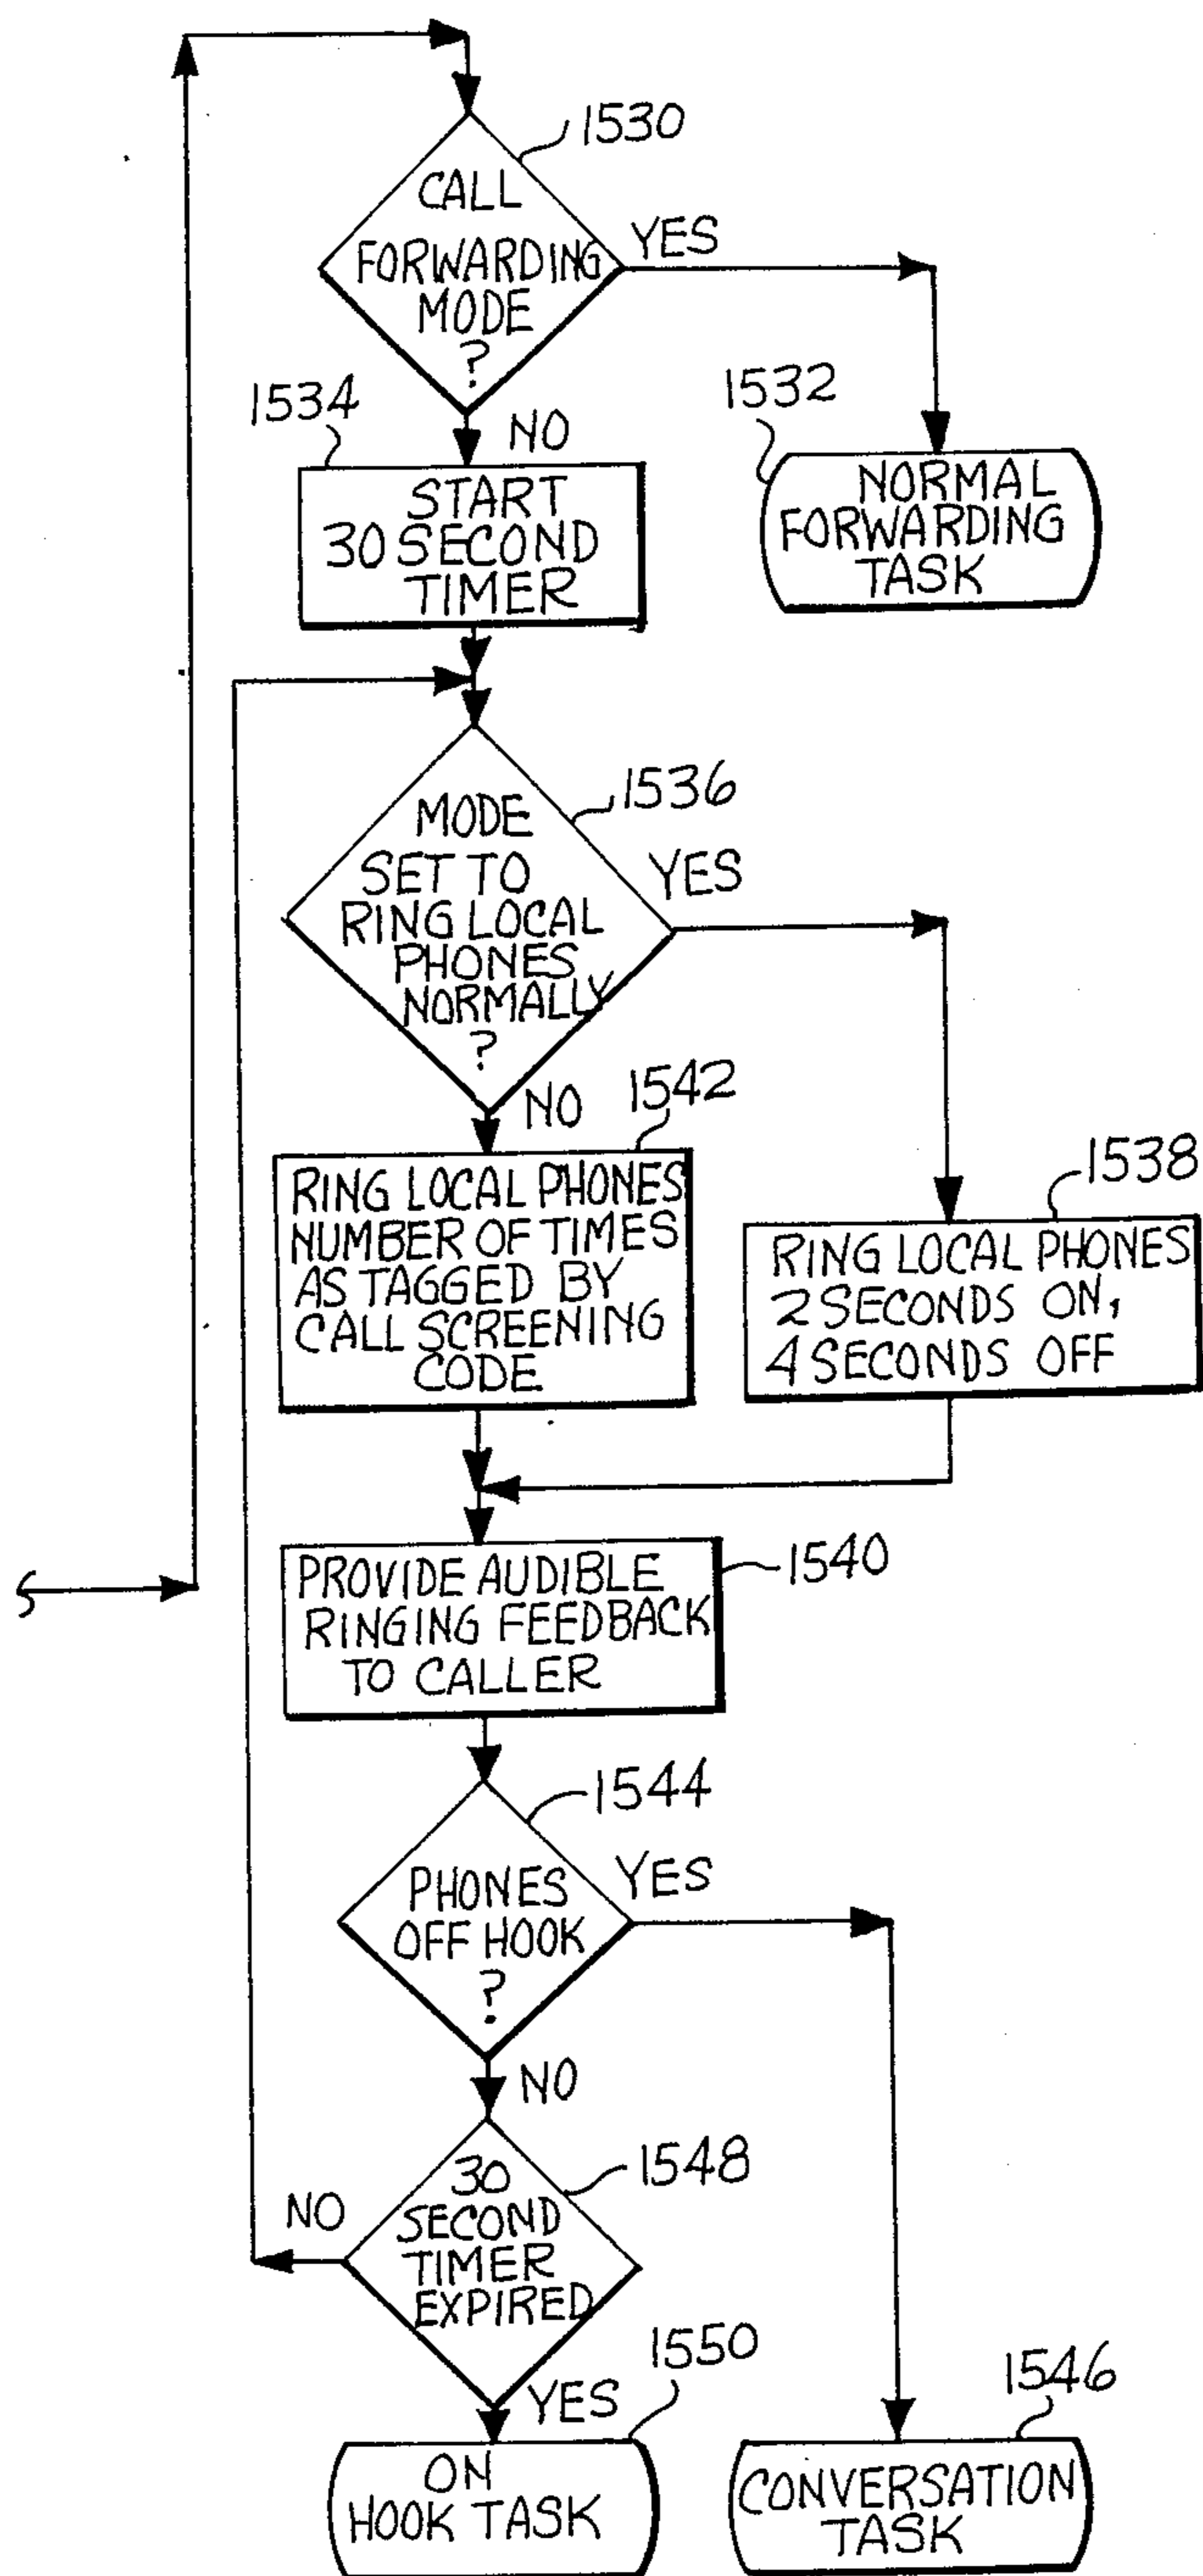 1530
CALL
FORWARDING
MODE
?
YES
1534
NO
1532
START
30 SECOND
TIMER
NORMAL
FORWARDING
TASK
1536
MODE
SET TO
RING LOCAL
PHONES
NORMALLY
?
YES
NO
1542
1538
RING LOCAL PHONES
NUMBER OF TIMES
AS TAGGED BY
CALL SCREENING
CODE
RING LOCAL PHONES
2 SECONDS ON,
4 SECONDS OFF
1540
PROVIDE AUDIBLE
RINGING FEEDBACK
TO CALLER
1544
PHONES
OFF HOOK
?
YES
NO
1548
30
SECOND
TIMER
EXPIRED
NO
YES
1550
1546
ON
HOOK TASK
CONVERSATION
TASK